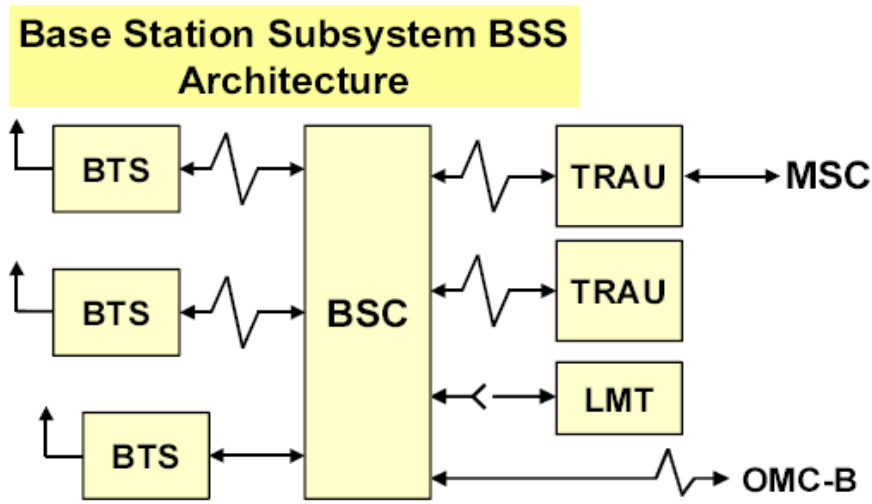 Base Station Subsystem BSS
Architecture
BTS
TRAU
MSC
BTS
BSC
TRAU
LMT
BTS
OMC-B